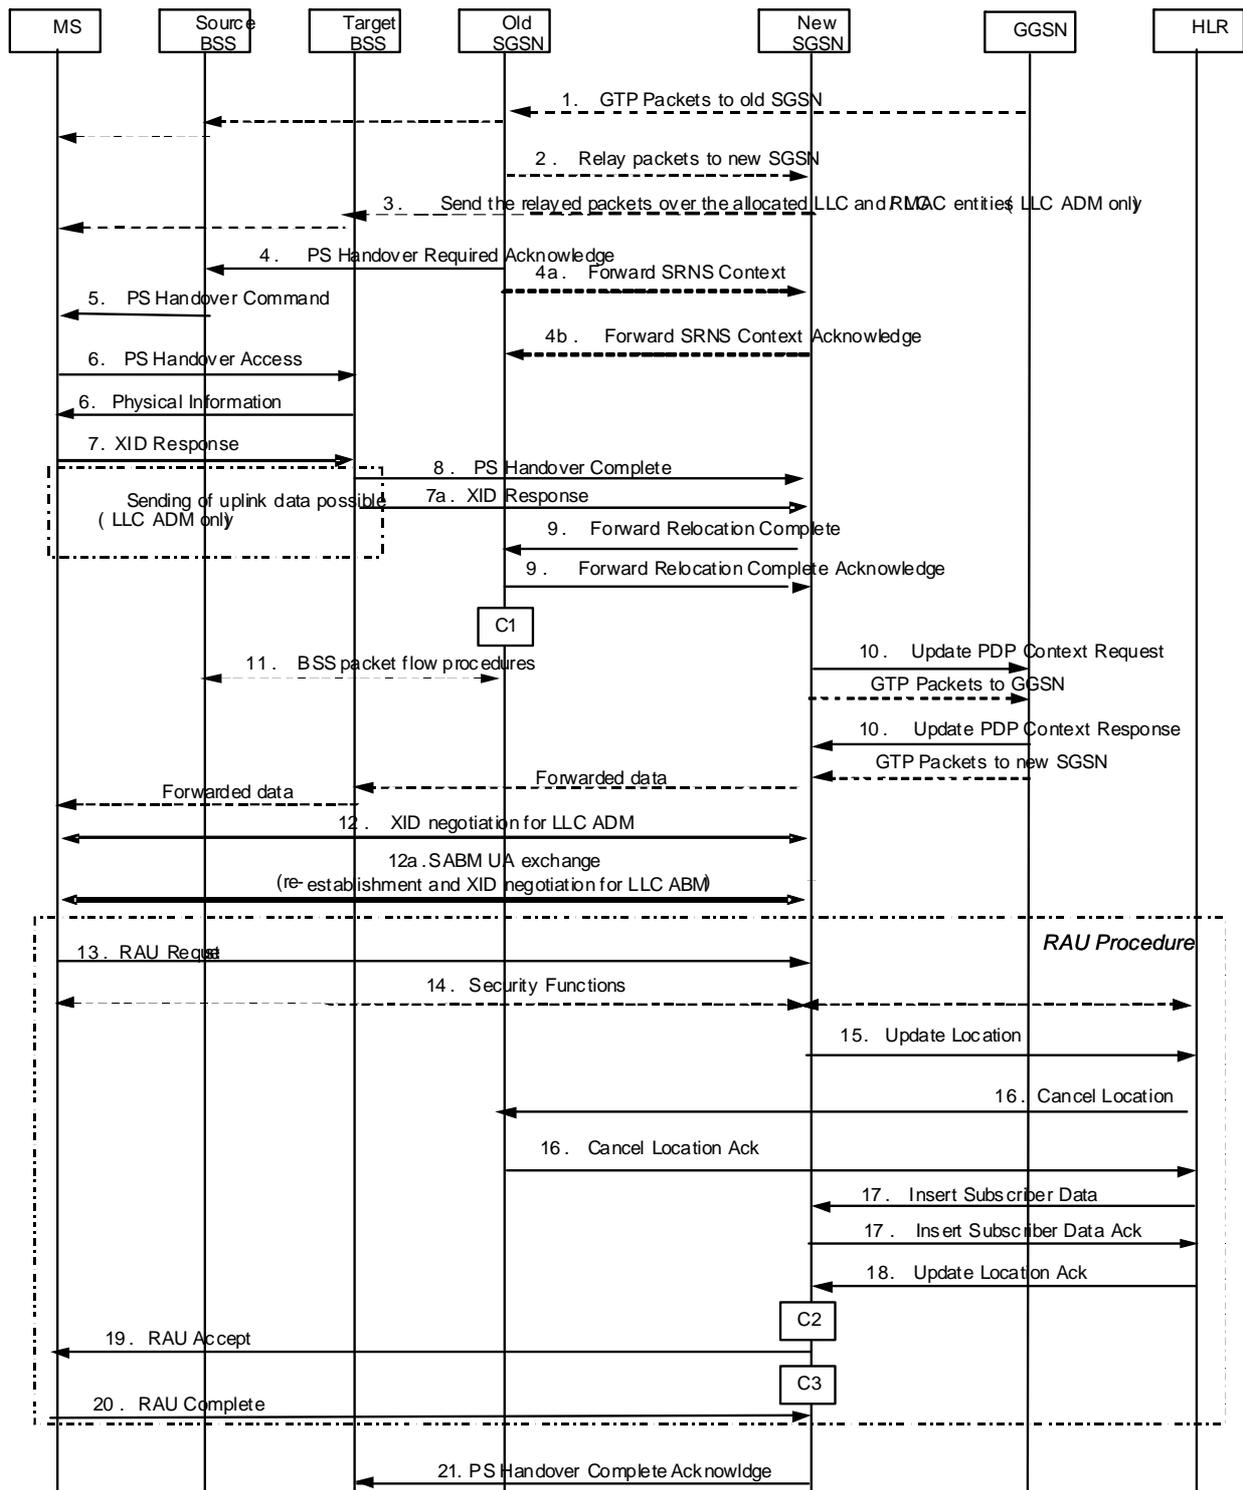 MS
Source
BSS
Target
BSS
Old
SGSN
New
SGSN
GGSN
HLR
1. GTP Packets to old SGSN
2. Relay packets to new SGSN
3. Send the relayed packets over the allocated LLC and RLC/MAC entities ( LLC ADM only )
4. PS Handover Required Acknowledge
4a. Forward SRNS Context
5. PS Handover Command
4b. Forward SRNS Context Acknowledge
6. PS Handover Access
6. Physical Information
7. XID Response
8. PS Handover Complete
Sending of uplink data possible
( LLC ADM only )
7a. XID Response
9. Forward Relocation Complete
9. Forward Relocation Complete Acknowledge
C1
10. Update PDP Context Request
11. BSS packet flow procedures
GTP Packets to GGSN
10. Update PDP Context Response
GTP Packets to new SGSN
Forwarded data
Forwarded data
12. XID negotiation for LLC ADM
12a. SABM UA exchange
(re-establishment and XID negotiation for LLC ABM)
RAU Procedure
13. RAU Request
14. Security Functions
15. Update Location
16. Cancel Location
16. Cancel Location Ack
17. Insert Subscriber Data
17. Insert Subscriber Data Ack
18. Update Location Ack
C2
19. RAU Accept
C3
20. RAU Complete
21. PS Handover Complete Acknowldge